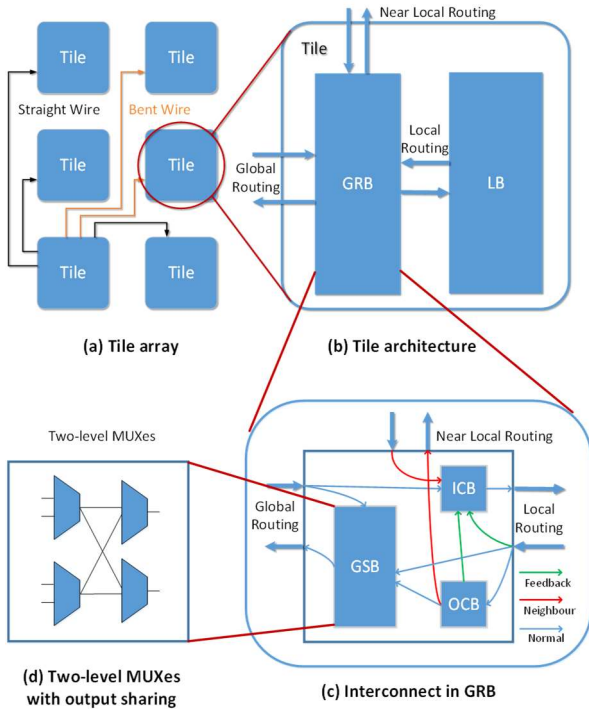 Tile
Tile
Straight Wire
Bent Wire
Tile
Tile
Tile
Tile
(a) Tile array
Near Local Routing
Tile
Global
Routing
GRB
Local
Routing
LB
(b) Tile architecture
Two-level MUXes
(d) Two-level MUXes
with output sharing
Near Local Routing
Global
Routing
ICB
Local
Routing
GSB
OCB
Feedback
Neighbour
Normal
(c) Interconnect in GRB